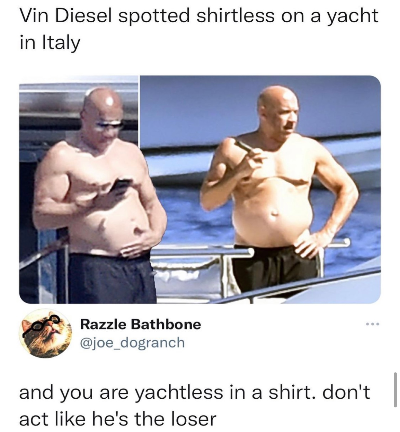 Vin Diesel spotted shirtless on a yacht
in Italy
Razzle Bathbone
@joe_dogranch
and you are yachtless in a shirt. don't
act like he's the loser